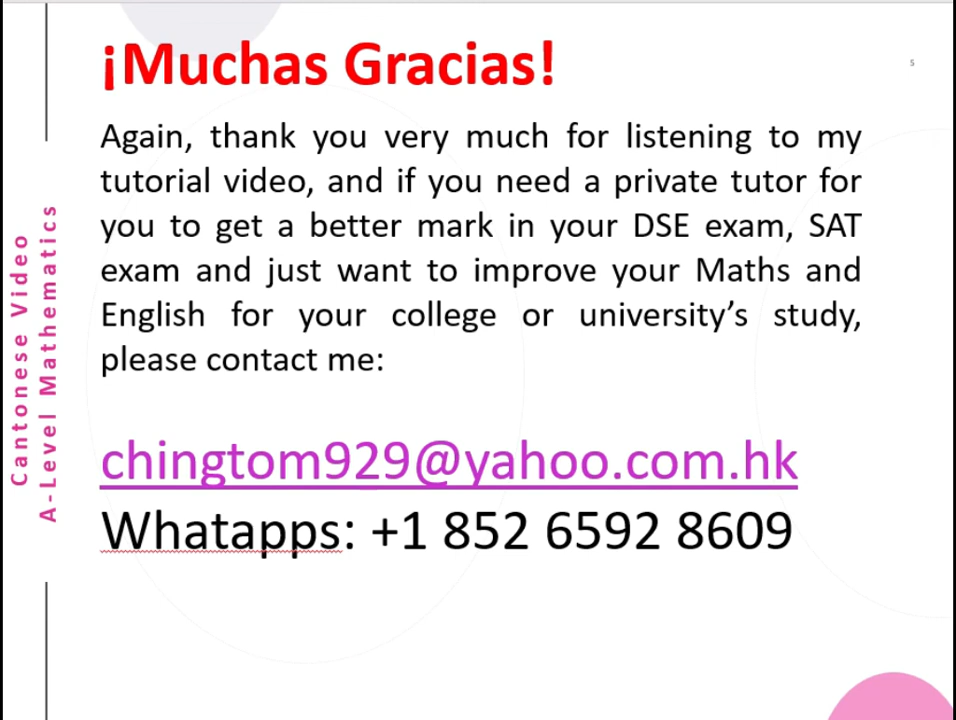 ¡Muchas Gracias!
5
Again, thank you very much for listening to my
tutorial video, and if you need a private tutor for
you to get a better mark in your DSE exam, SAT
exam and just want to improve your Maths and
English for your college or university’s study,
please contact me:
chingtom929@yahoo.com.hk
Whatapps: +1 852 6592 8609
Cantonese Video
A-Level Mathematics